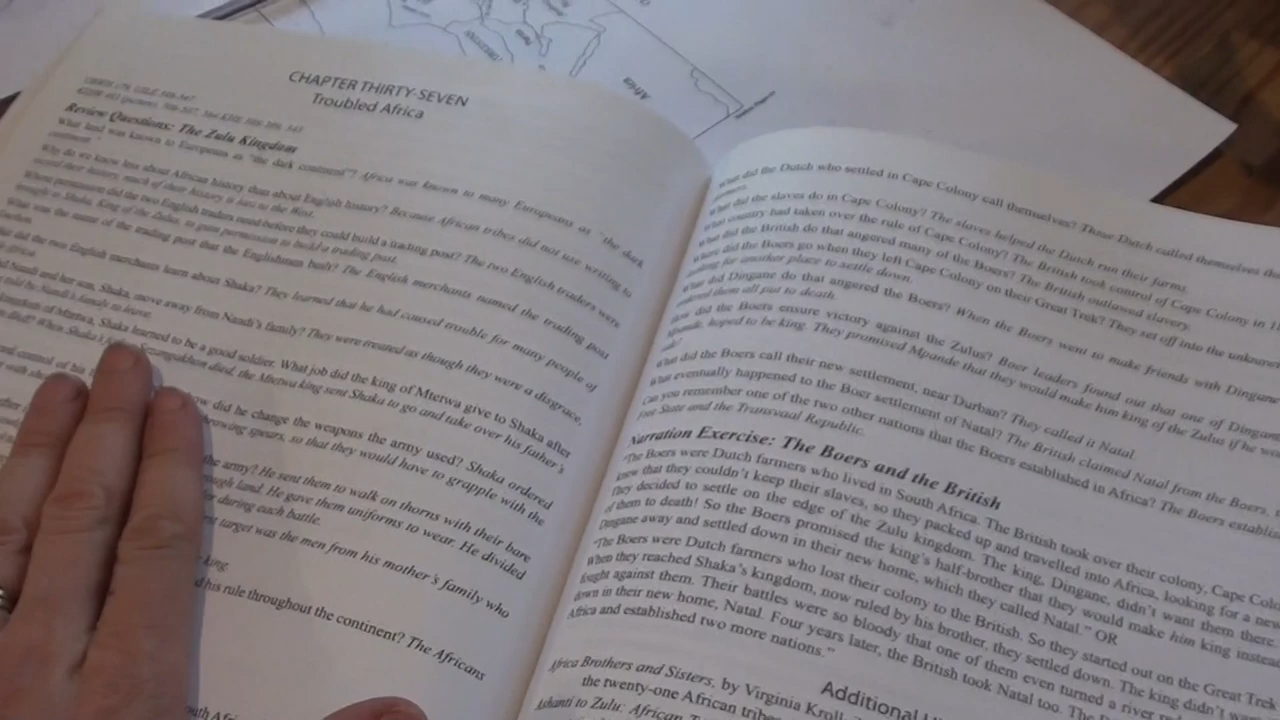 Africa
CHAPTER THIRTY-SEVEN
Troubled Africa
Review Questions: The Zulu Kingdom
What land was known to Europeans as "the dark continent"? Africa was known to many Europeans as "the dark
continent."
Why do we know less about African history than about English history? Because African tribes did not use writing to
record their history, much of their history is lost to the West.
Whose permission did the two English traders need before they could build a trading post? The two English traders were
brought to Shaka, King of the Zulus, to gain permission to build a trading post.
What was the name of the trading post that the Englishmen built? The English merchants named the trading post
Durban.
What did the two English merchants learn about Shaka? They learned that he had caused trouble for many people of
Africa.
Nandi and her son, Shaka, move away from Nandi's family? They were treated as though they were a disgrace,
told Nandi's family to leave.
of Mtetwa, Shaka learned to be a good soldier. What job did the king of Mtetwa give to Shaka after
died? When Shaka's Senzangakhona died, the Mtetwa king sent Shaka to go and take over his father's
control of his
how did he change the weapons the army used? Shaka ordered
throwing spears, so that they would have to grapple with the
the army? He sent them to walk on thorns with their bare
rough land. He gave them uniforms to wear. He divided
during each battle.
first target was the men from his mother's family who
king.
his rule throughout the continent? The Africans
What did the Dutch who settled in Cape Colony call themselves? These Dutch called themselves the
What did the slaves do in Cape Colony? The slaves helped the Dutch run their farms.
What country had taken over the rule of Cape Colony? The British took control of Cape Colony in
What did the British do that angered many of the Boers? The British outlawed slavery.
Where did the Boers go when they left Cape Colony on their Great Trek? They set off into the unknown
looking for another place to settle down.
What did Dingane do that angered the Boers? When the Boers went to make friends with Dingane
ordered them all put to death.
How did the Boers ensure victory against the Zulus? Boer leaders found out that one of Dingane
Mpande, hoped to be king. They promised Mpande that they would make him king of the Zulus if he
What did the Boers call their new settlement, near Durban? They called it Natal.
What eventually happened to the Boer settlement of Natal? The British claimed Natal from the Boers.
Can you remember one of the two other nations that the Boers established in Africa? The Boers
Free State and the Transvaal Republic.
Narration Exercise: The Boers and the British
"The Boers were Dutch farmers who lived in South Africa. The British took over their colony, Cape
knew that they couldn't keep their slaves, so they packed up and travelled into Africa, looking for a new
They decided to settle on the edge of the Zulu kingdom. The king, Dingane, didn't want them there.
of them to death! So the Boers promised the king's half-brother that they would make him king instead
Dingane away and settled down in their new home, which they called Natal." OR
"The Boers were Dutch farmers who lost their colony to the British. So they started out on the Great Trek
When they reached Shaka's kingdom, now ruled by his brother, they settled down. The king didn't
fought against them. Their battles were so bloody that one of them even turned a river
down in their new home, Natal. Four years later, the British took Natal too. The
Africa and established two more nations."
Additional
Africa Brothers and Sisters, by Virginia Kroll
the twenty-one African
Ashanti to Zulu: African